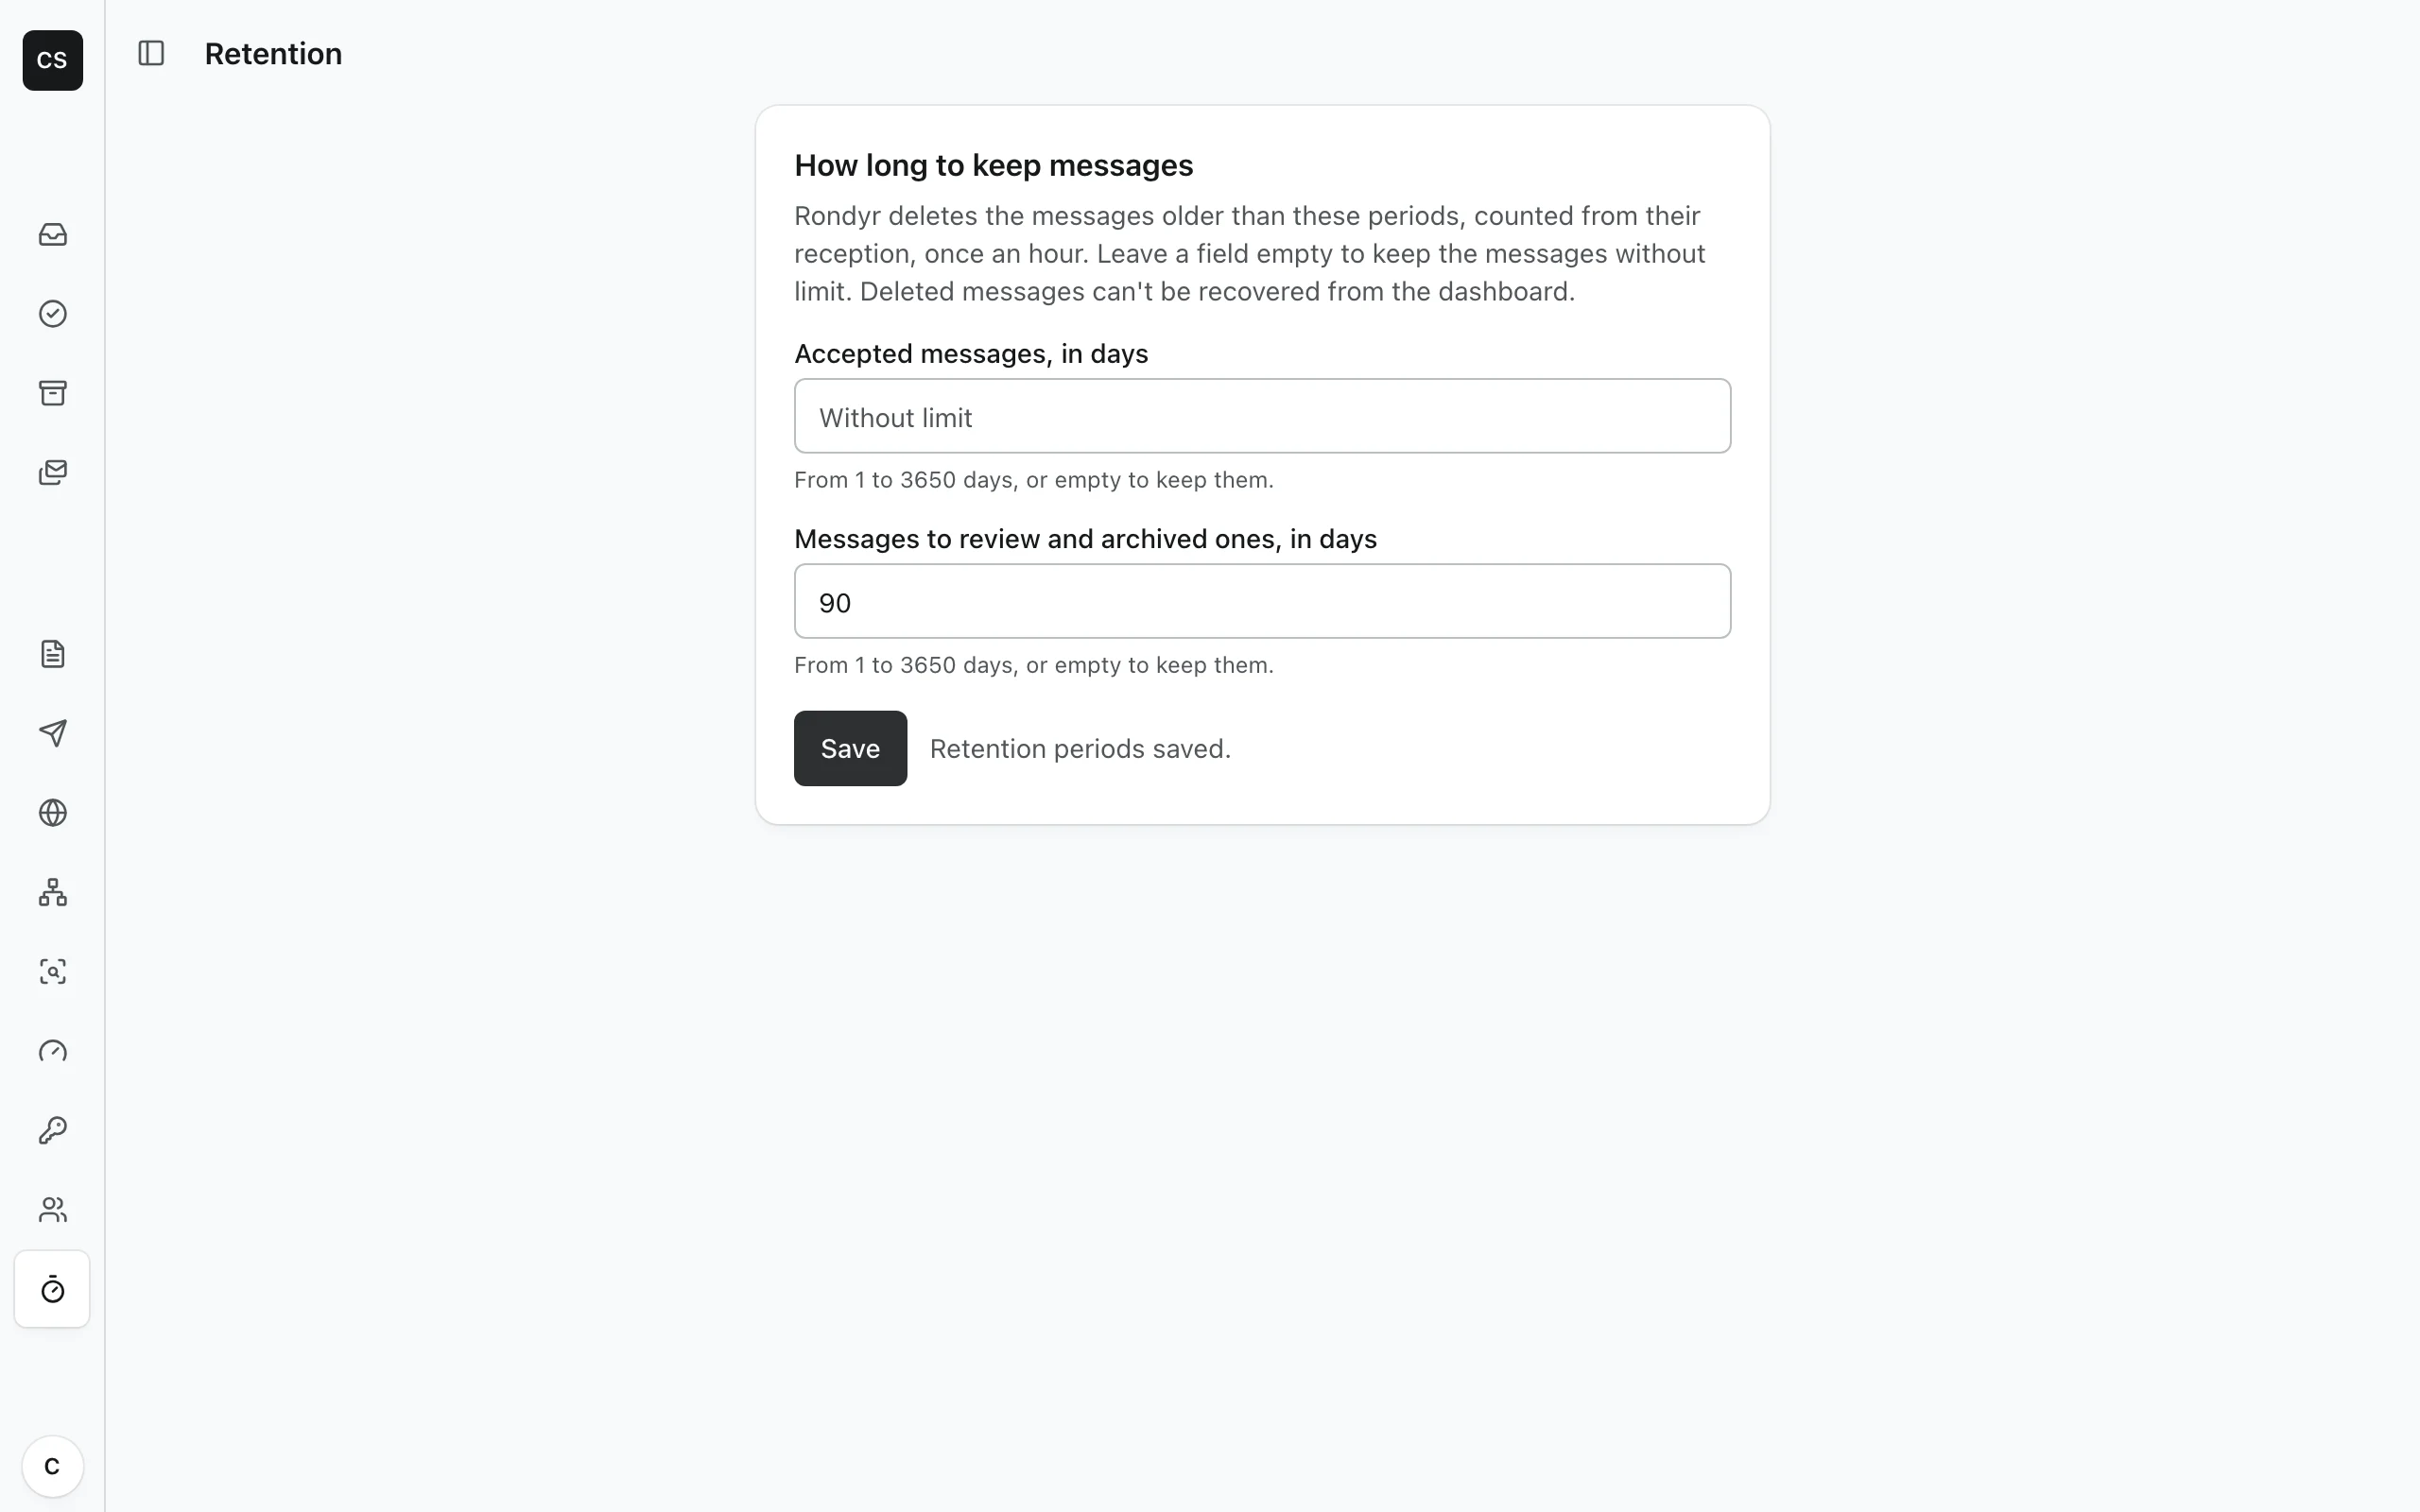 CS
Retention
How long to keep messages
Rondyr deletes the messages older than these periods, counted from their
reception, once an hour. Leave a field empty to keep the messages without
limit. Deleted messages can't be recovered from the dashboard.
Accepted messages, in days
Without limit
From 1 to 3650 days, or empty to keep them.
Messages to review and archived ones, in days
90
From 1 to 3650 days, or empty to keep them.
Save
Retention periods saved.
C